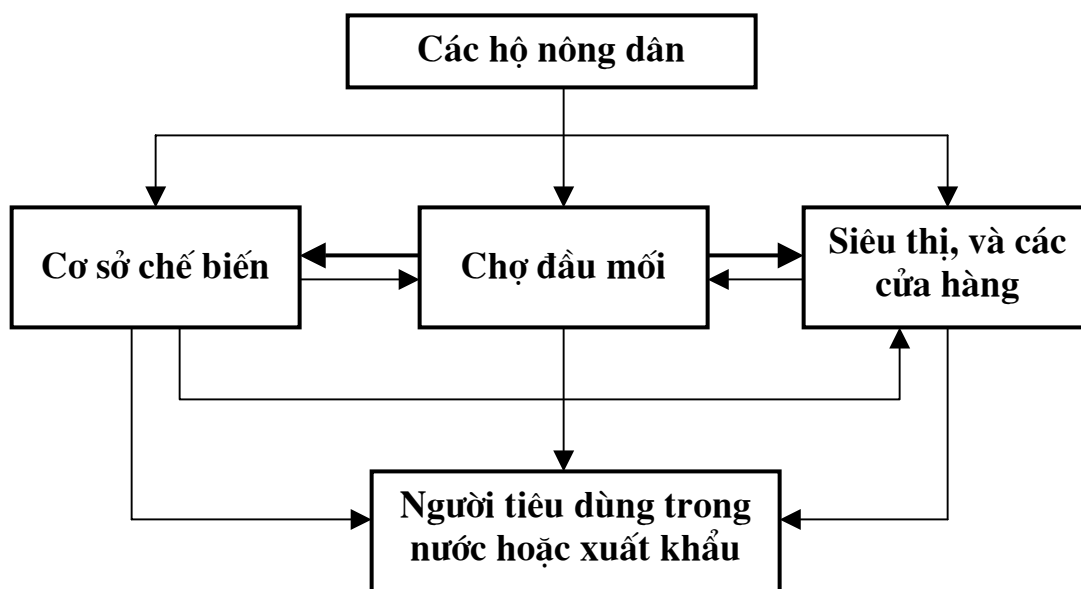 Các hộ nông dân
Cơ sở chế biến
Chợ đầu mối
Siêu thị, và các
cửa hàng
Người tiêu dùng trong
nước hoặc xuất khẩu